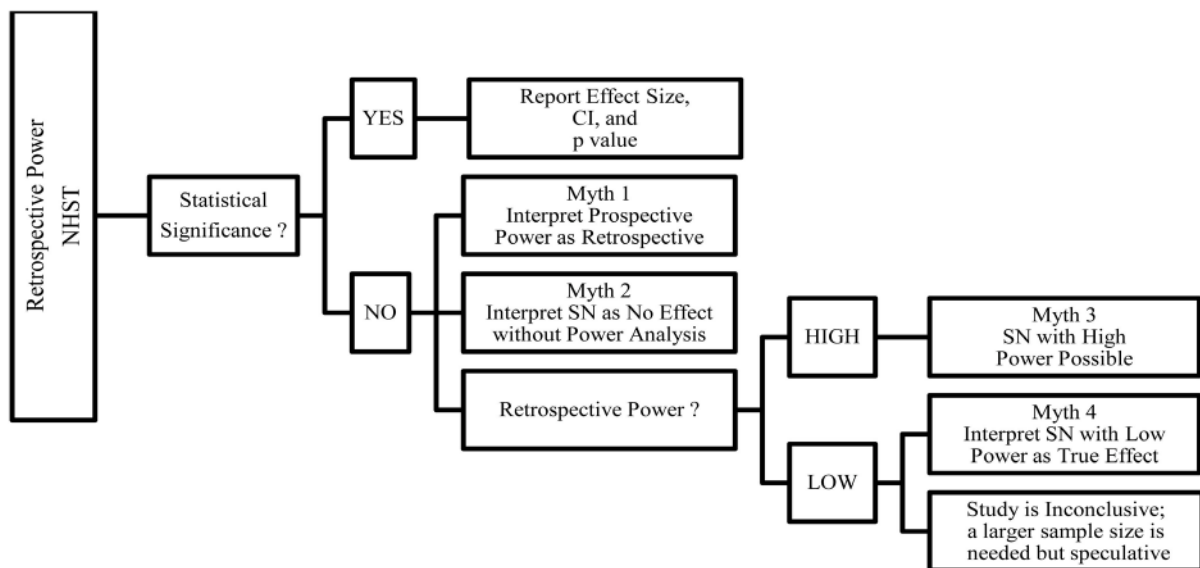 Retrospective Power
NHST
Statistical
Significance ?
YES
Report Effect Size,
CI, and
p value
NO
Myth 1
Interpret Prospective
Power as Retrospective
Myth 2
Interpret SN as No Effect
without Power Analysis
Retrospective Power ?
HIGH
Myth 3
SN with High
Power Possible
LOW
Myth 4
Interpret SN with Low
Power as True Effect
Study is Inconclusive;
a larger sample size is
needed but speculative